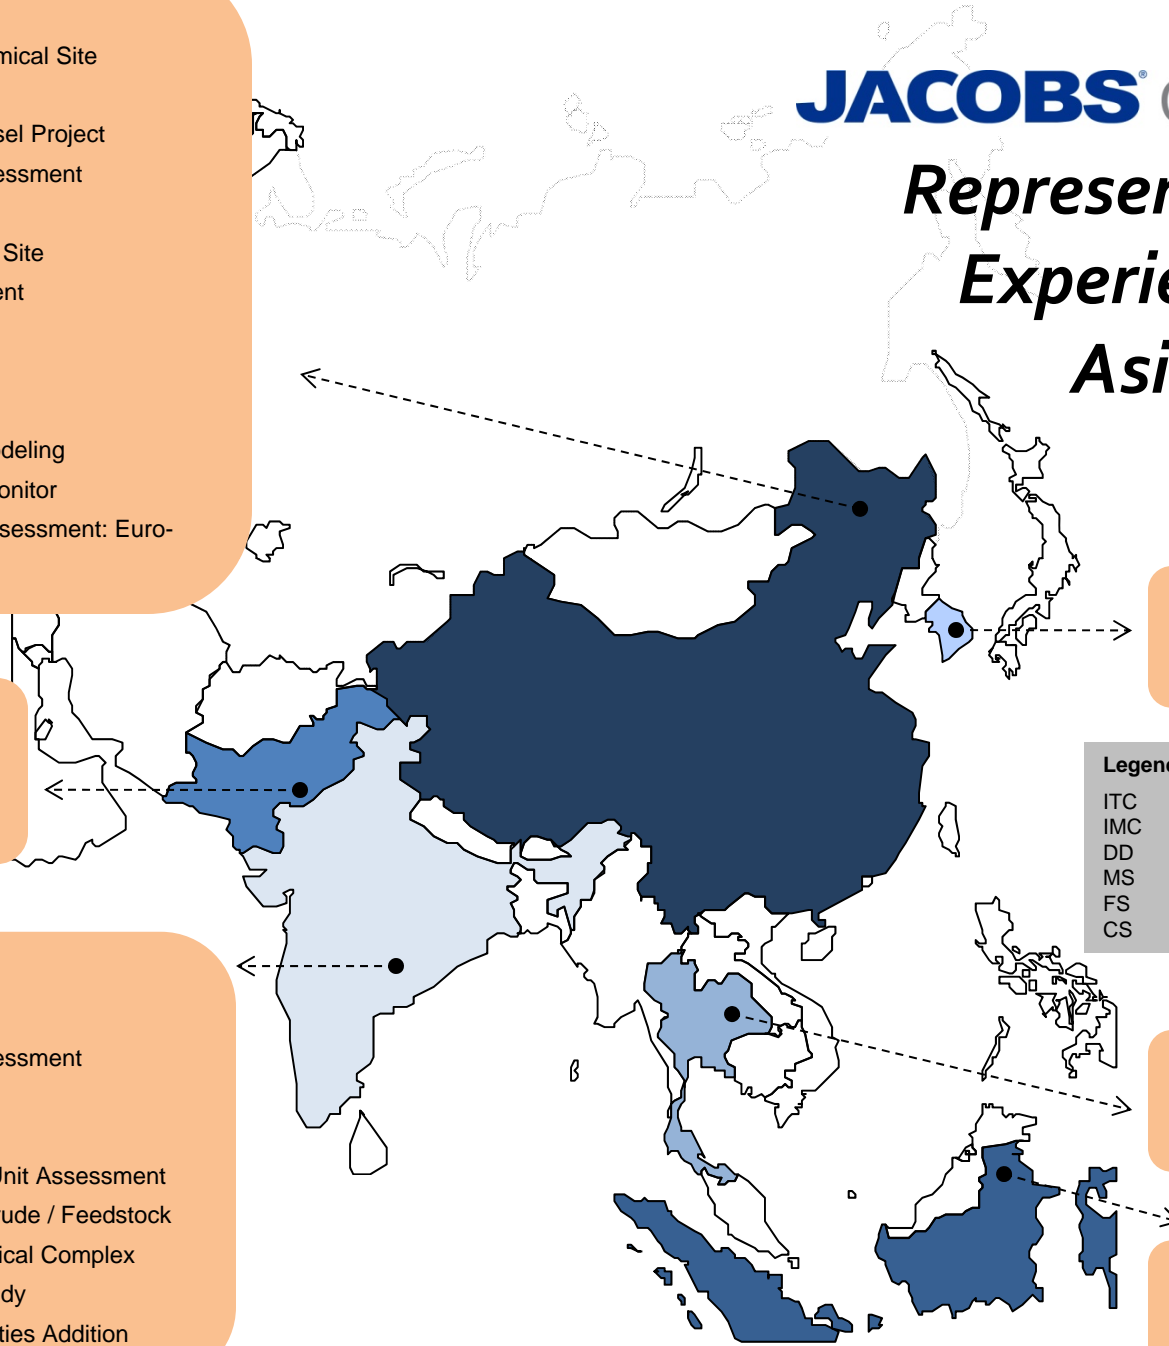 mical Site
sel Project
essment
Site
ent
deling
onitor
sessment: Euro-
JACOBS®
Represen
Experie
Asi
Legend
ITC
IMC
DD
MS
FS
CS
essment
Unit Assessment
rude / Feedstock
ical Complex
dy
ties Addition